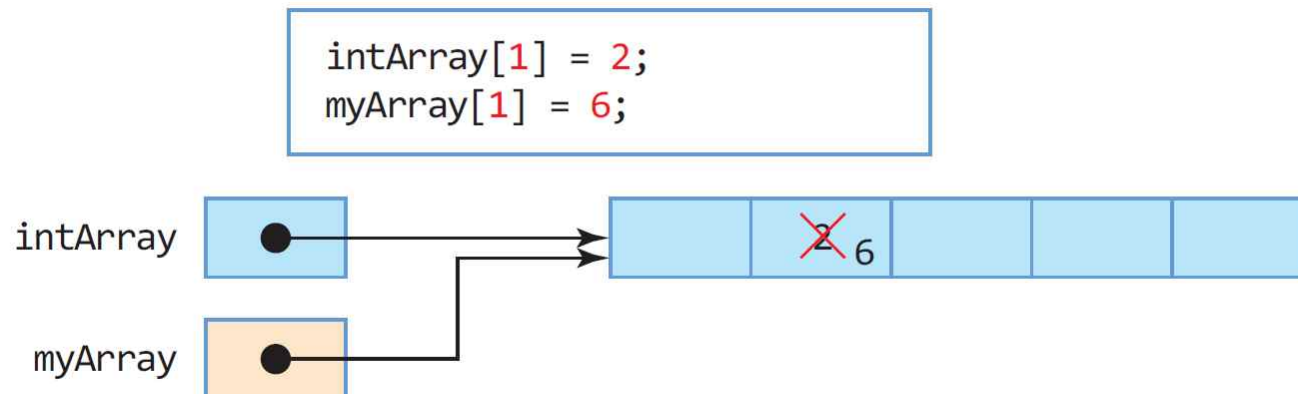 intArray[1] = 2;
myArray[1] = 6;
intArray
2 6
myArray